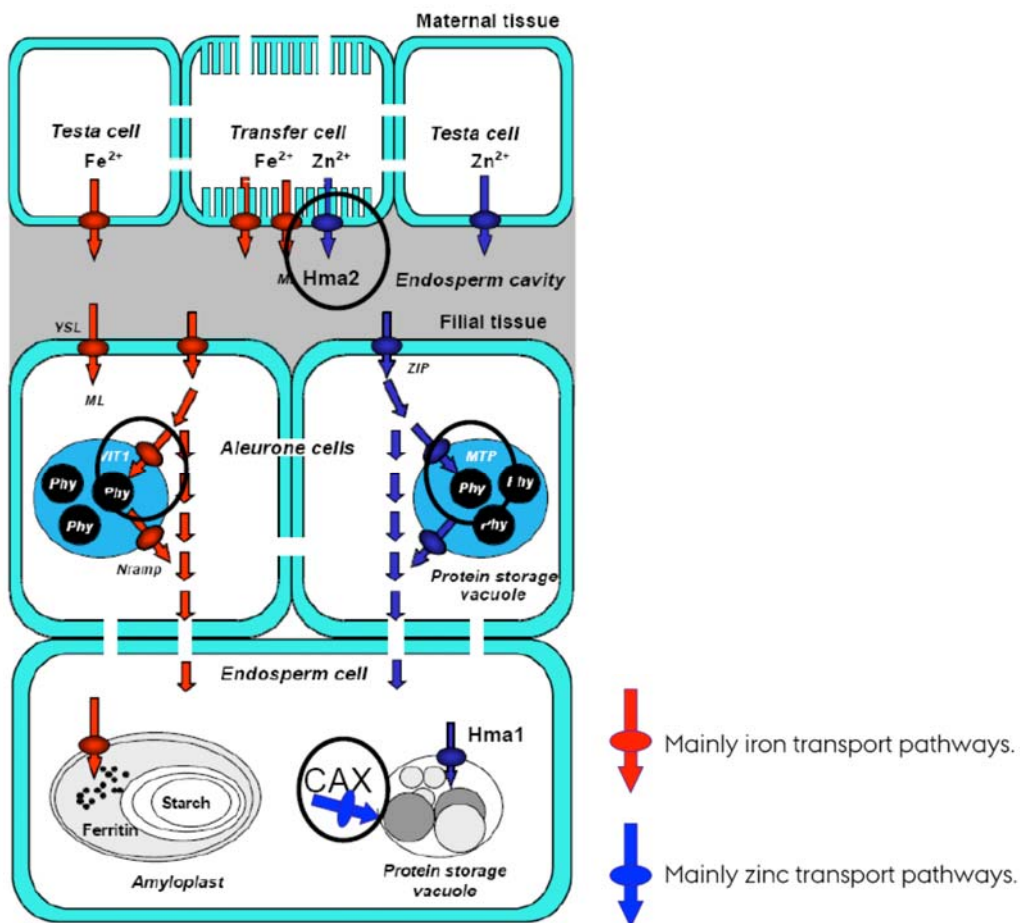 Maternal tissue
Testa cell
Fe²⁺
Transfer cell
Fe²⁺ Zn²⁺
Testa cell
Zn²⁺
Hma2
Endosperm cavity
YSL
Filial tissue
ML
ZIP
VIT1
Aleurone cells
MTP
Phy
Phy
Phy
Phy
Phy
Phy
Nramp
Protein storage
vacuole
Endosperm cell
Hma1
CAX
Starch
Ferritin
Amyloplast
Protein storage
vacuole
Mainly iron transport pathways.
Mainly zinc transport pathways.